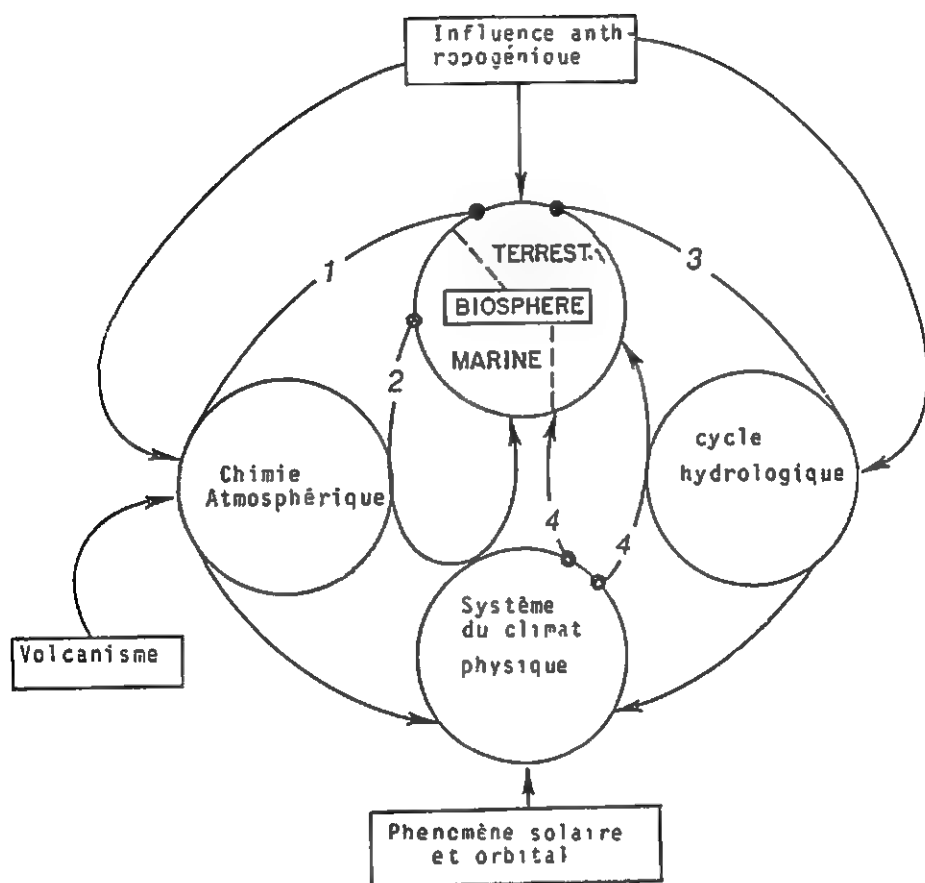 Influence anth
ropogénique
1
TERREST
3
BIOSPHERE
MARINE
2
Chimie
Atmosphêrique
cycle
hydrologique
4
4
Système
du climat
physique
Volcanisme
Phenomène solaire
et orbital